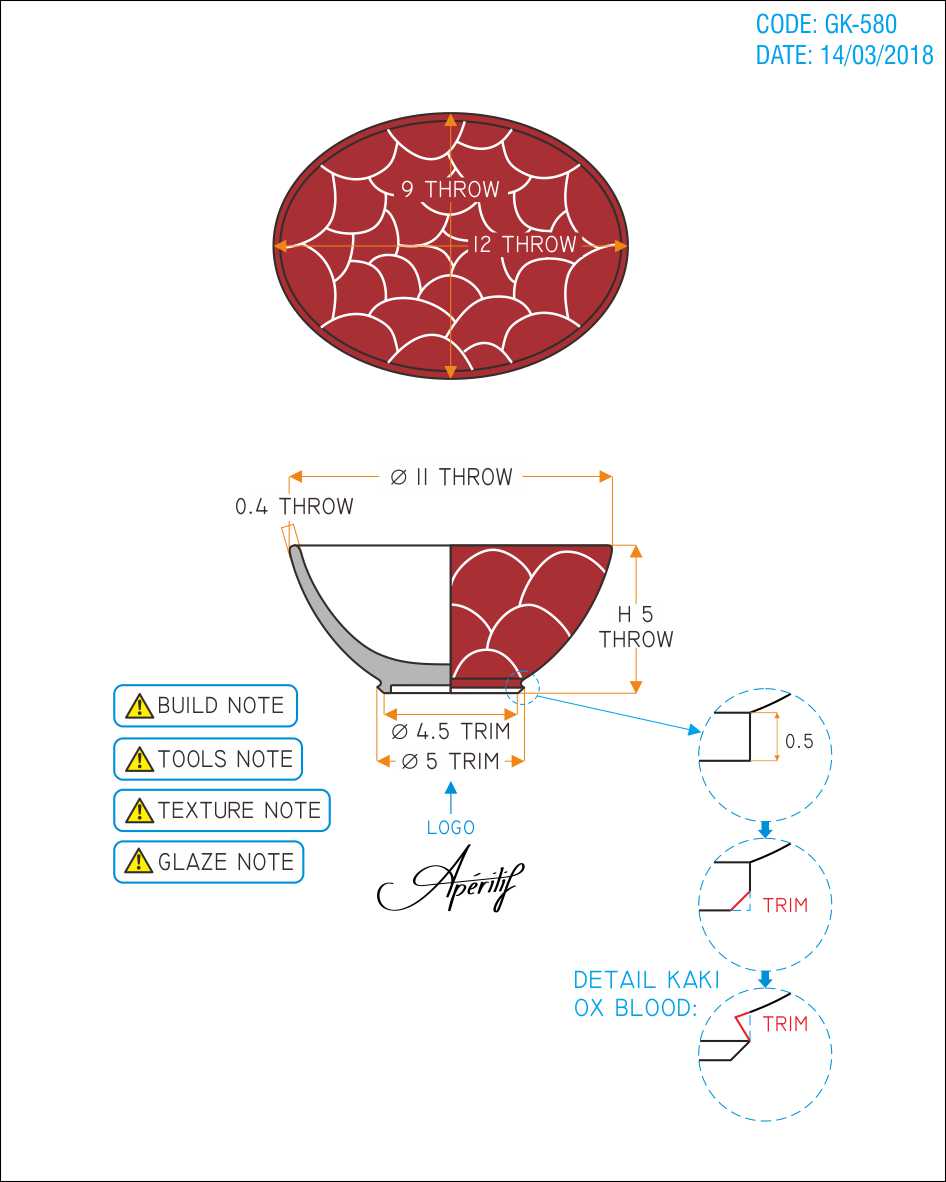 CODE: GK-580
DATE: 14/03/2018
9 THROW
12 THROW
Ø 11 THROW
0.4 THROW
H 5
THROW
Ø 4.5 TRIM
Ø 5 TRIM
BUILD NOTE
TOOLS NOTE
TEXTURE NOTE
GLAZE NOTE
LOGO
Apéritif
0.5
TRIM
DETAIL KAKI
OX BLOOD:
TRIM